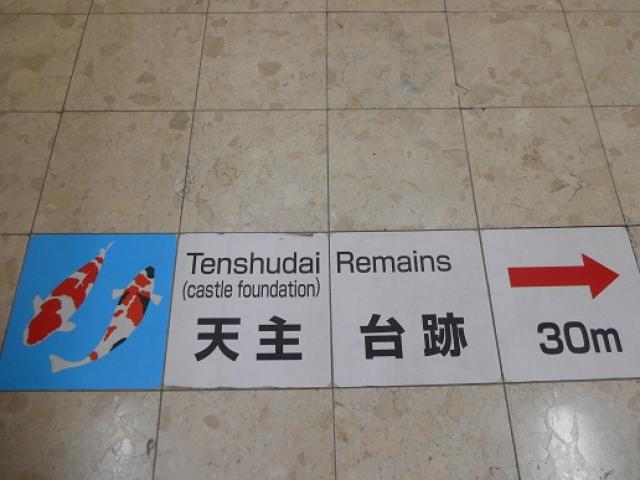 Tenshudai Remains
(castle foundation)
天主台跡
30m